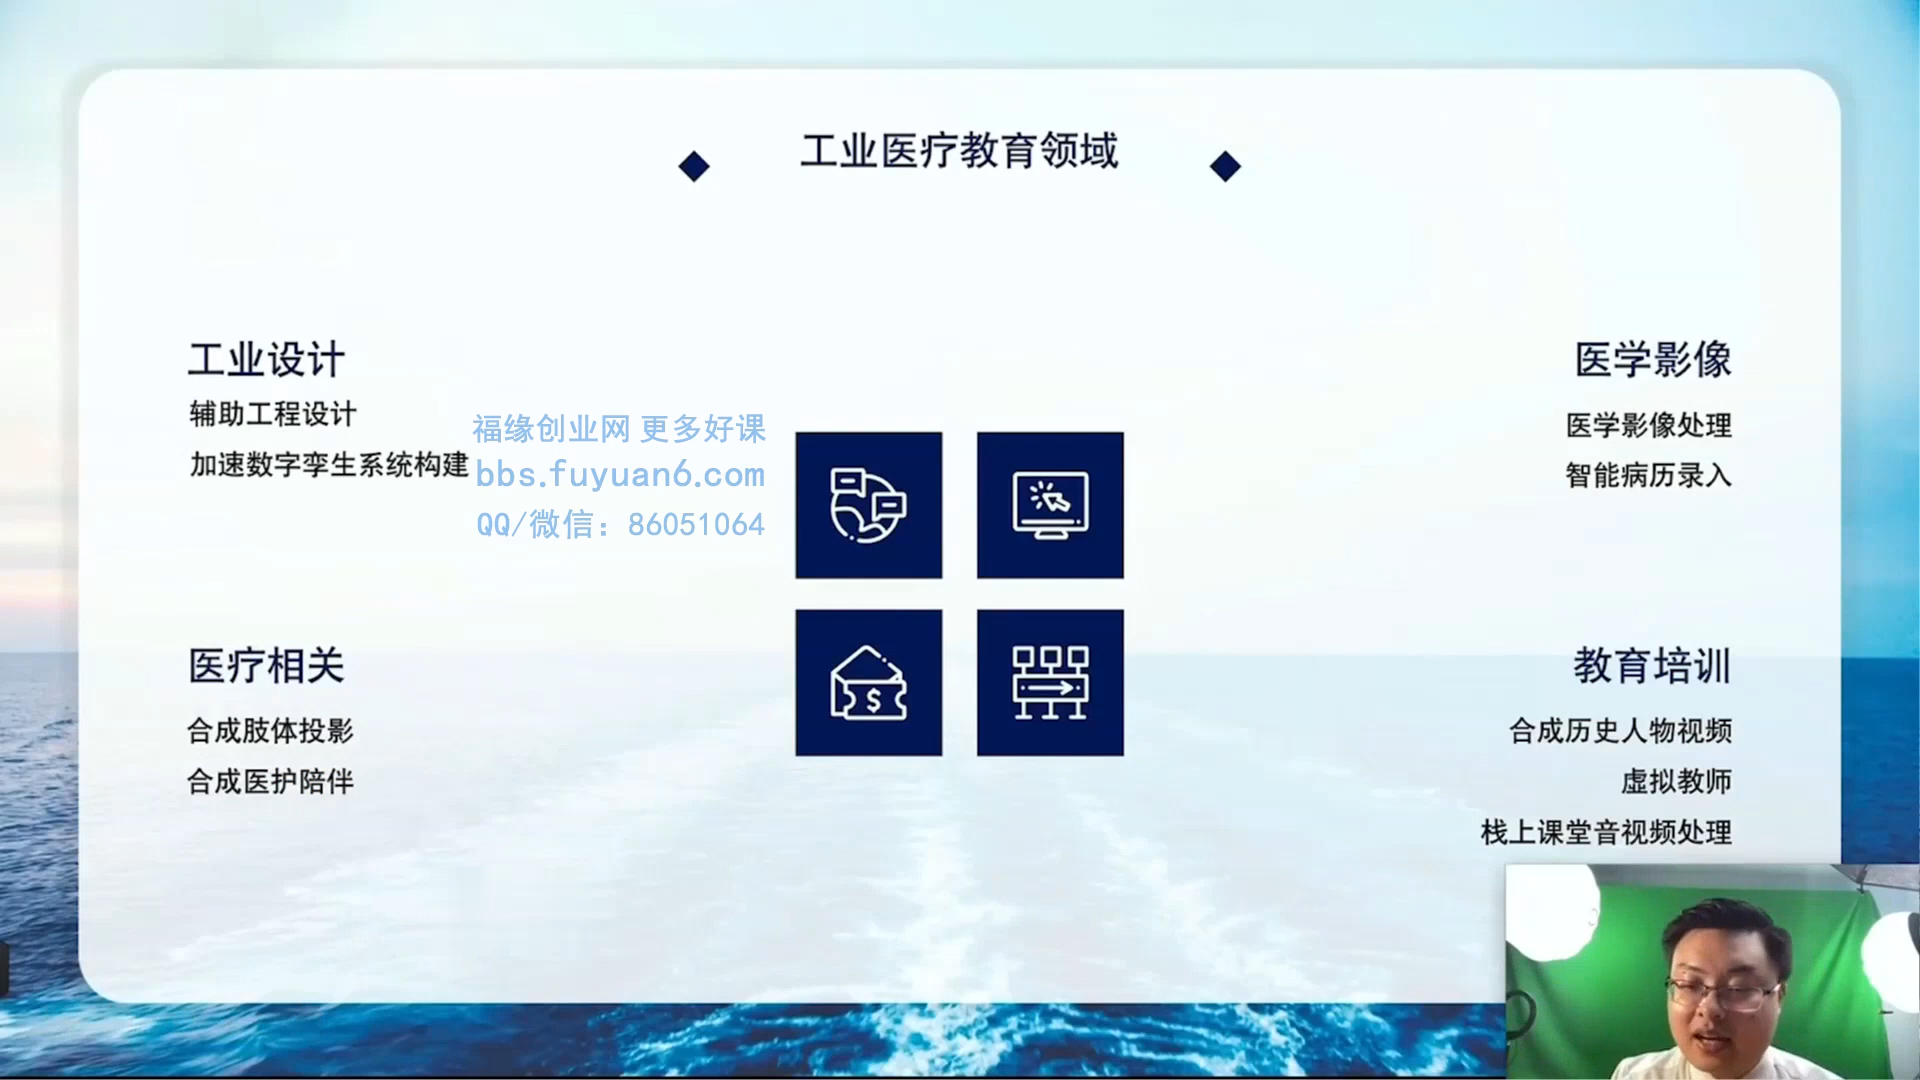 工业医疗教育领域
工业设计
辅助工程设计
加速数字孪生系统构建
福缘创业网 更多好课
bbs.fuyuan6.com
QQ/微信：86051064
医学影像
医学影像处理
智能病历录入
医疗相关
合成肢体投影
合成医护陪伴
教育培训
合成历史人物视频
虚拟教师
栈上课堂音视频处理
$